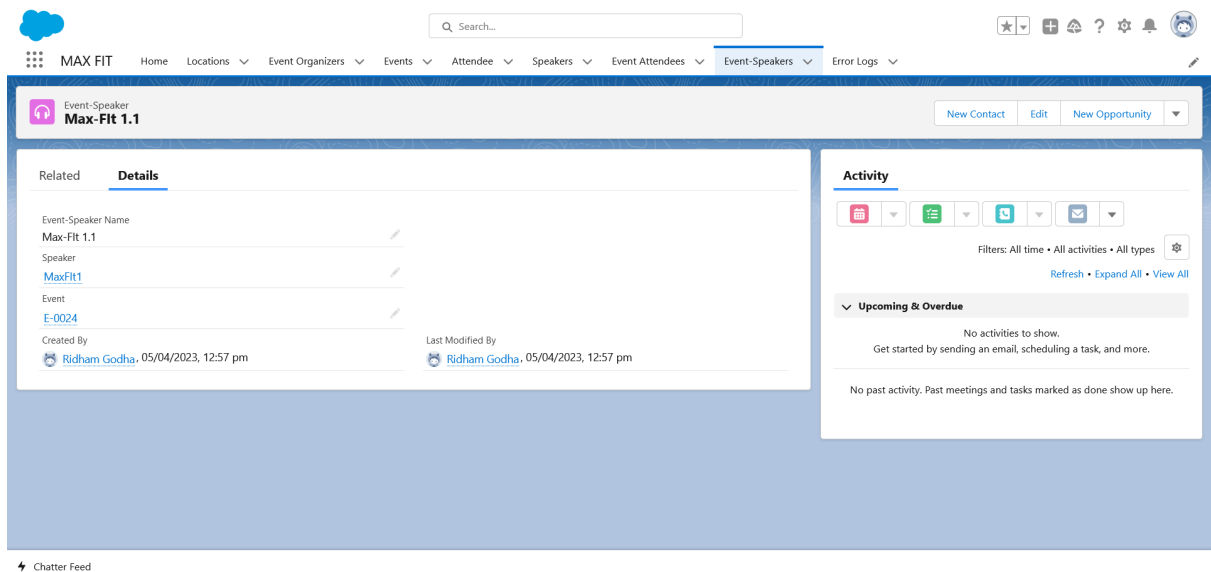 Search...
MAX FIT Home Locations Event Organizers Events Attendee Speakers Event Attendees Event-Speakers Error Logs
Event-Speaker
Max-FIt 1.1
New Contact Edit New Opportunity
Related Details
Event-Speaker Name
Max-FIt 1.1
Speaker
MaxFIt1
Event
E-0024
Created By
Ridham Godha, 05/04/2023, 12:57 pm
Last Modified By
Ridham Godha, 05/04/2023, 12:57 pm
Activity
Filters: All time • All activities • All types
Refresh • Expand All • View All
Upcoming & Overdue
No activities to show.
Get started by sending an email, scheduling a task, and more.
No past activity. Past meetings and tasks marked as done show up here.
Chatter Feed